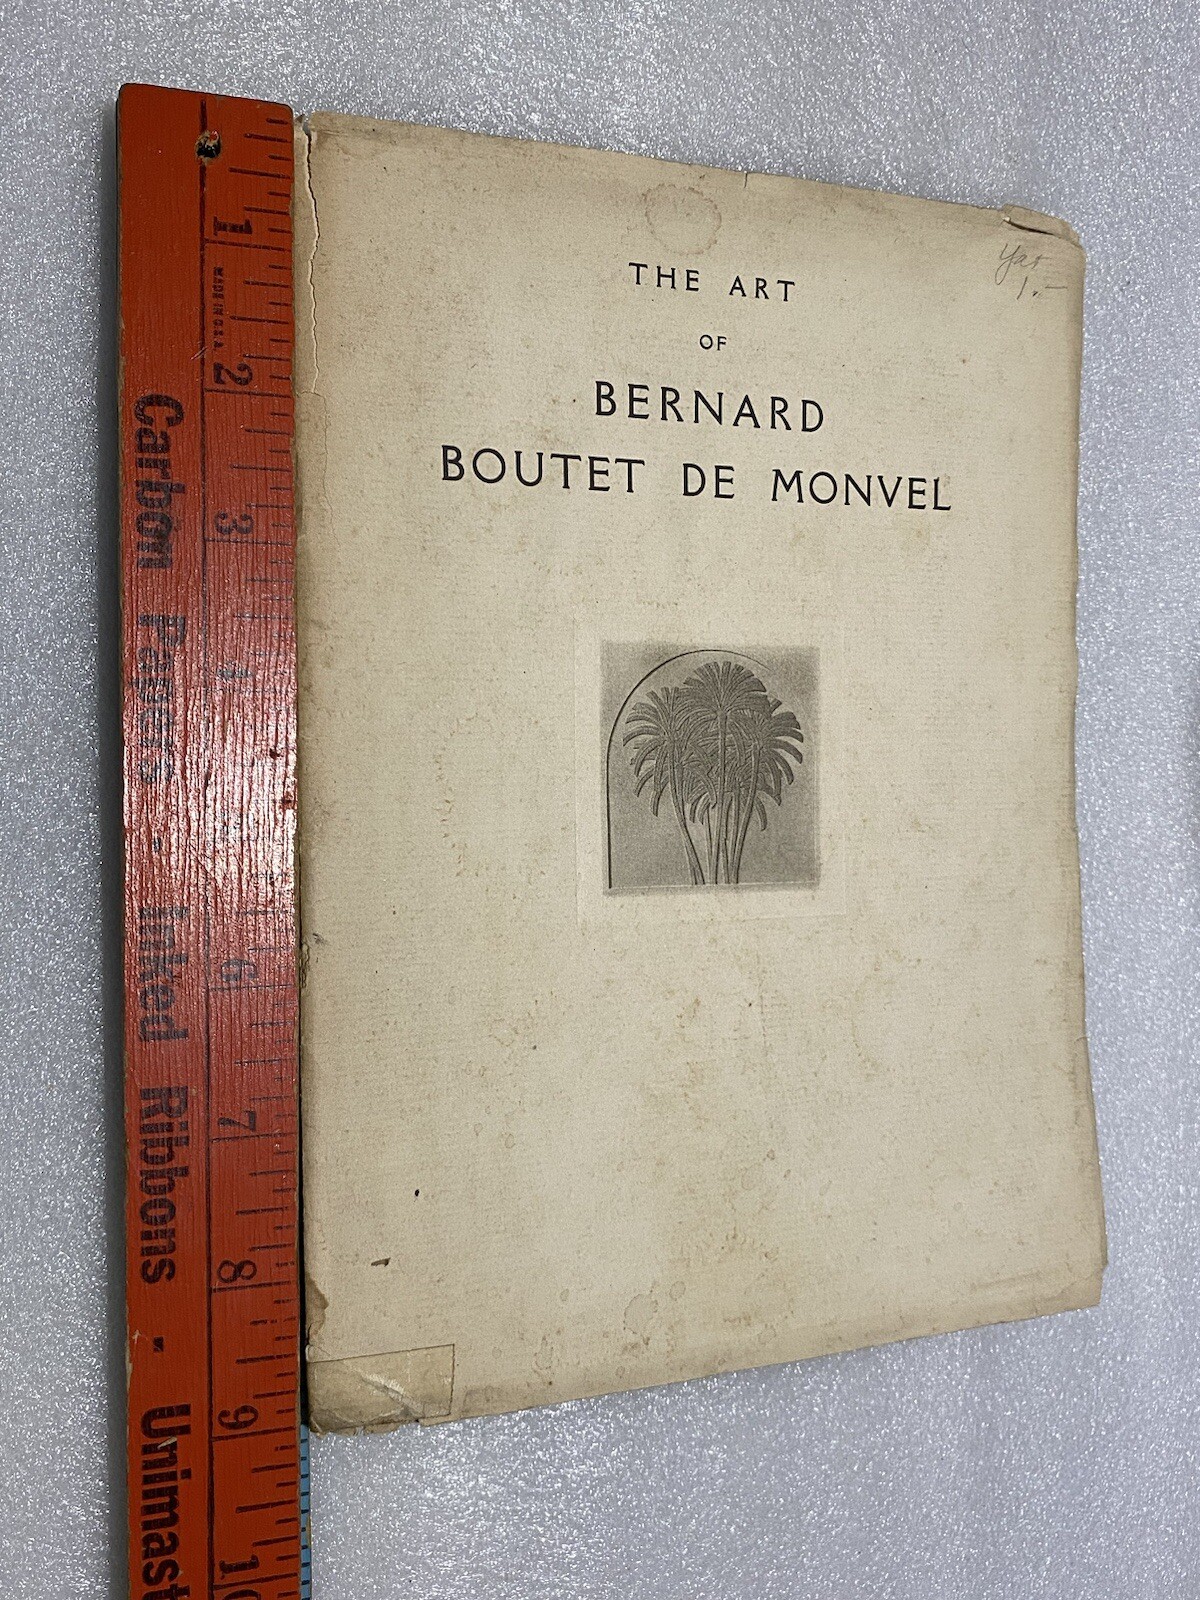 THE ART
OF
BERNARD
BOUTET DE MONVEL
1.-
1
MADE IN U.S.A.
2
3
4
6
7
8
9
10
Carbon Papers - Inked Ribbons - Unimast